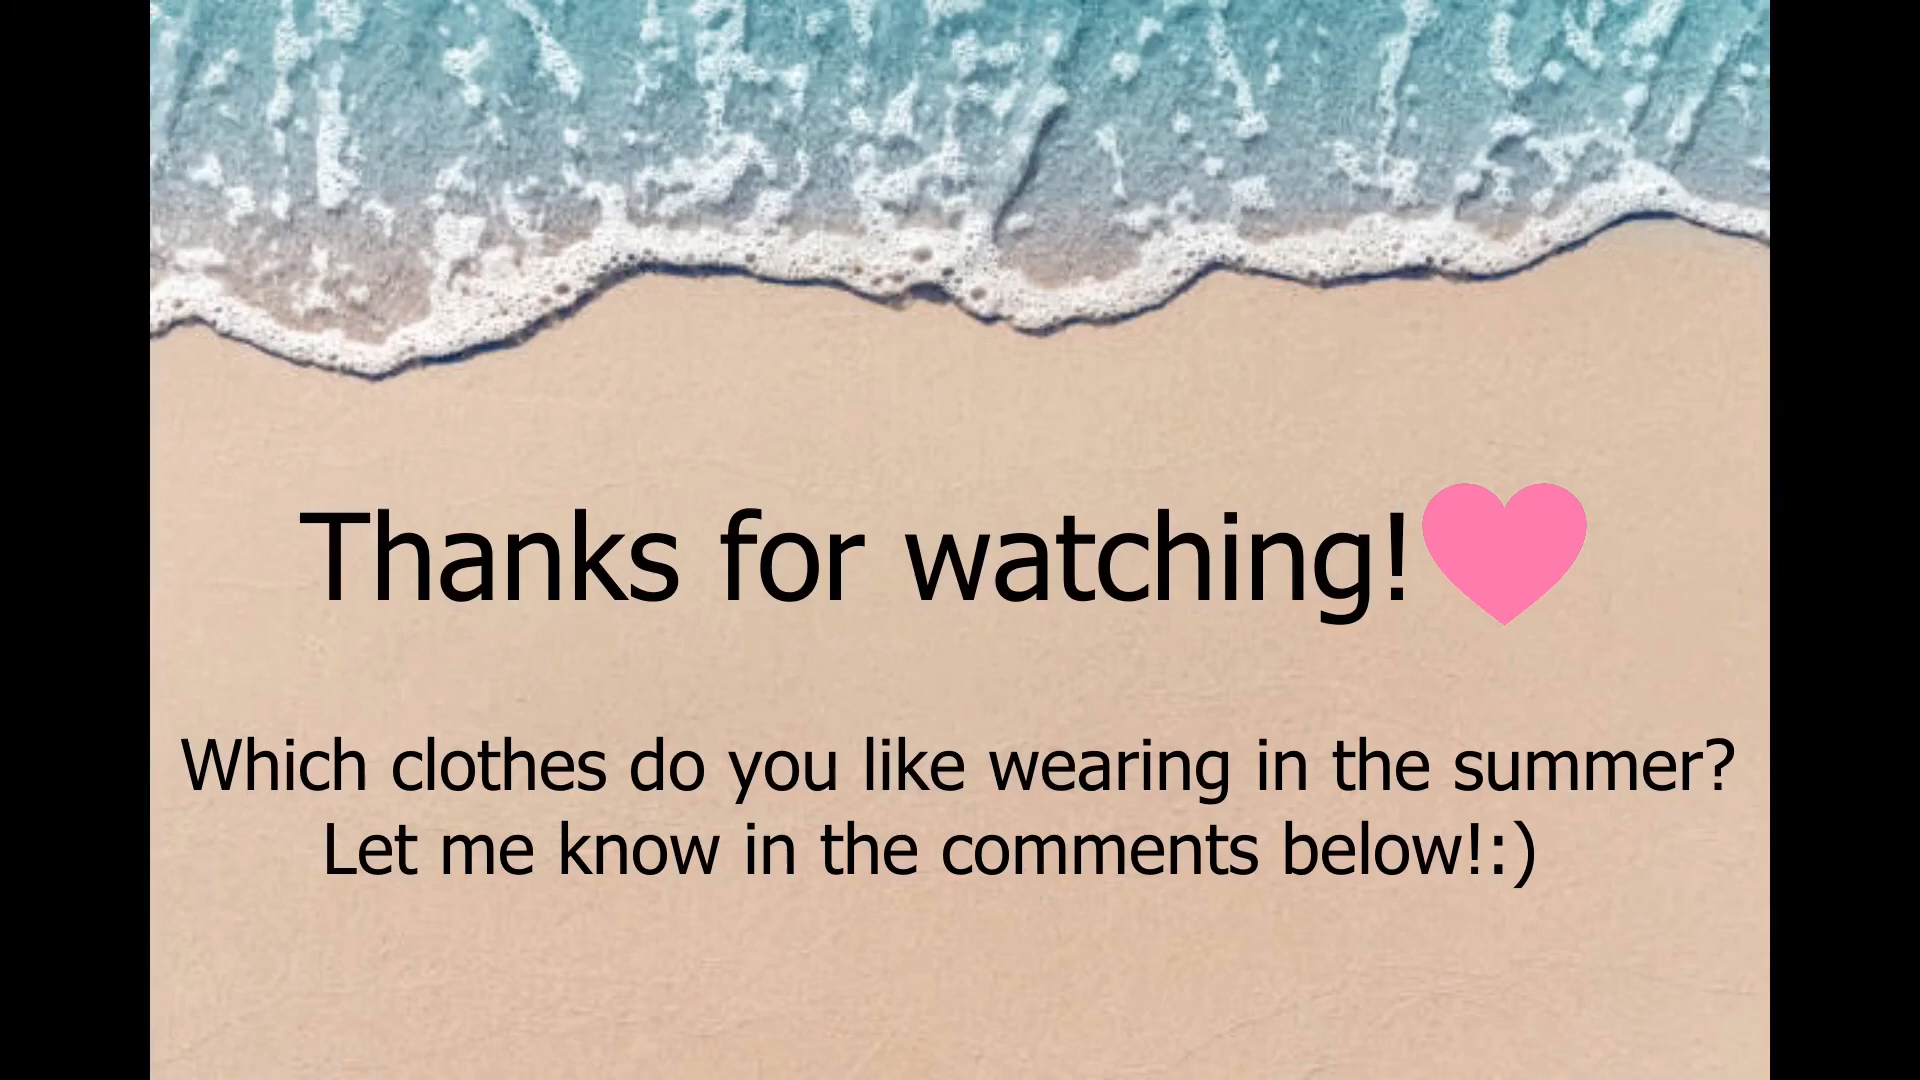 Thanks for watching!
Which clothes do you like wearing in the summer?
Let me know in the comments below!:)